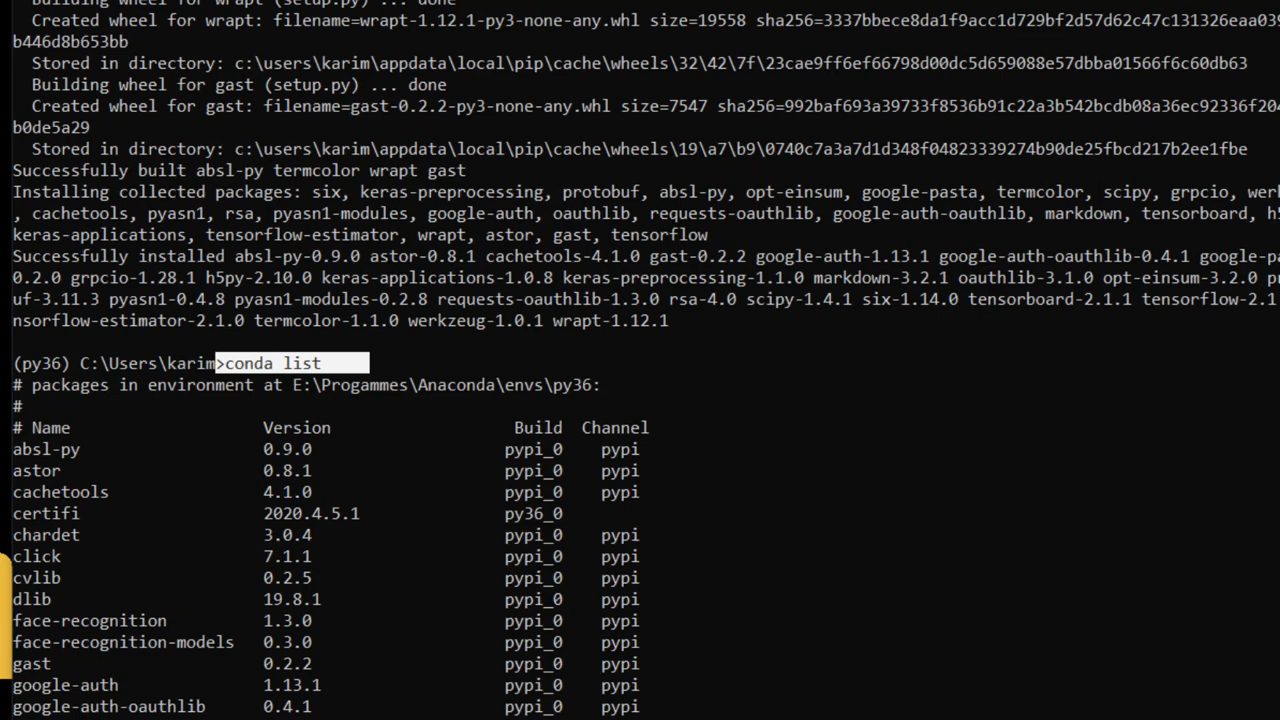 Building wheel for wrapt (setup.py) ... done
Created wheel for wrapt: filename=wrapt-1.12.1-py3-none-any.whl size=19558 sha256=3337bbece8da1f9acc1d729bf2d57d62c47c131326eaa039
b446d8b653bb
Stored in directory: c:\users\karim\appdata\local\pip\cache\wheels\32\42\7f\23cae9ff6ef66798d00dc5d659088e57dbba01566f6c60db63
Building wheel for gast (setup.py) ... done
Created wheel for gast: filename=gast-0.2.2-py3-none-any.whl size=7547 sha256=992baf693a39733f8536b91c22a3b542bcdb08a36ec92336f204
b0de5a29
Stored in directory: c:\users\karim\appdata\local\pip\cache\wheels\19\a7\b9\0740c7a3a7d1d348f04823339274b90de25fbcd217b2ee1fbe
Successfully built absl-py termcolor wrapt gast
Installing collected packages: six, keras-preprocessing, protobuf, absl-py, opt-einsum, google-pasta, termcolor, scipy, grpcio, werk
, cachetools, pyasn1, rsa, pyasn1-modules, google-auth, oauthlib, requests-oauthlib, google-auth-oauthlib, markdown, tensorboard, h5
keras-applications, tensorflow-estimator, wrapt, astor, gast, tensorflow
Successfully installed absl-py-0.9.0 astor-0.8.1 cachetools-4.1.0 gast-0.2.2 google-auth-1.13.1 google-auth-oauthlib-0.4.1 google-pa
0.2.0 grpcio-1.28.1 h5py-2.10.0 keras-applications-1.0.8 keras-preprocessing-1.1.0 markdown-3.2.1 oauthlib-3.1.0 opt-einsum-3.2.0 p
uf-3.11.3 pyasn1-0.4.8 pyasn1-modules-0.2.8 requests-oauthlib-1.3.0 rsa-4.0 scipy-1.4.1 six-1.14.0 tensorboard-2.1.1 tensorflow-2.1
nsorflow-estimator-2.1.0 termcolor-1.1.0 werkzeug-1.0.1 wrapt-1.12.1
(py36) C:\Users\karim>conda list
# packages in environment at E:\Progammes\Anaconda\envs\py36:
#
# Name Version Build Channel
absl-py 0.9.0 pypi_0 pypi
astor 0.8.1 pypi_0 pypi
cachetools 4.1.0 pypi_0 pypi
certifi 2020.4.5.1 py36_0
chardet 3.0.4 pypi_0 pypi
click 7.1.1 pypi_0 pypi
cvlib 0.2.5 pypi_0 pypi
dlib 19.8.1 pypi_0 pypi
face-recognition 1.3.0 pypi_0 pypi
face-recognition-models 0.3.0 pypi_0 pypi
gast 0.2.2 pypi_0 pypi
google-auth 1.13.1 pypi_0 pypi
google-auth-oauthlib 0.4.1 pypi_0 pypi